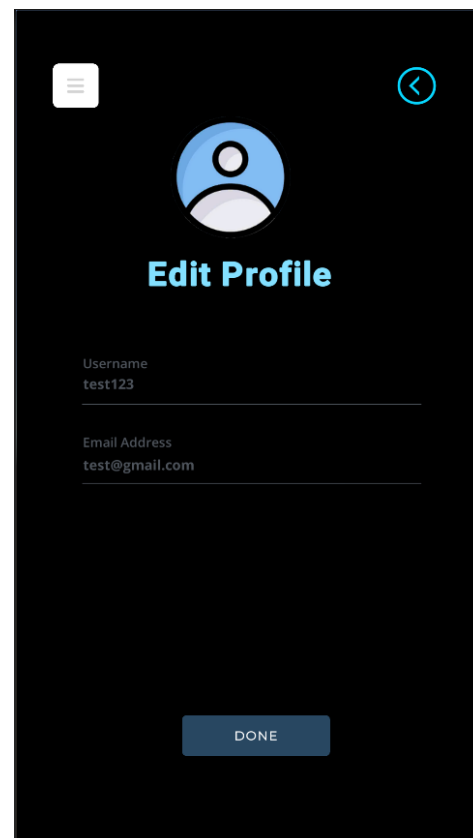 Edit Profile
Username
test123
Email Address
test@gmail.com
DONE